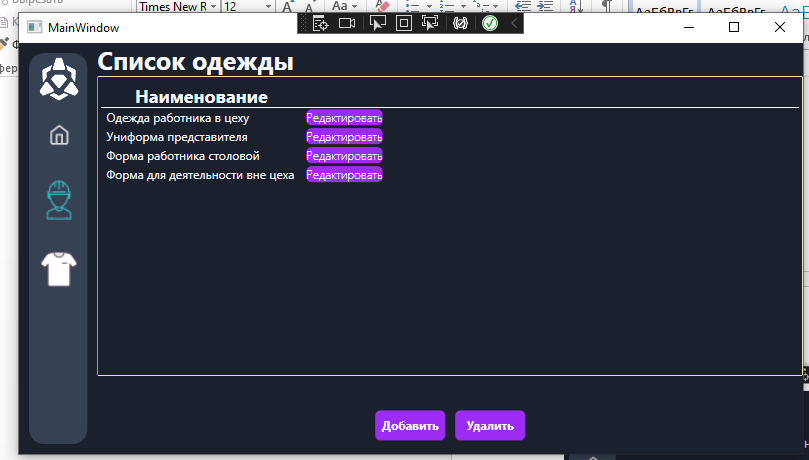 Вырезать
Times New R 12
Aa
АаБбВвГг АаБбВвГг
MainWindow
Список одежды
Наименование
Одежда работника в цеху Редактировать
Униформа представителя Редактировать
Форма работника столовой Редактировать
Форма для деятельности вне цеха Редактировать
Добавить Удалить